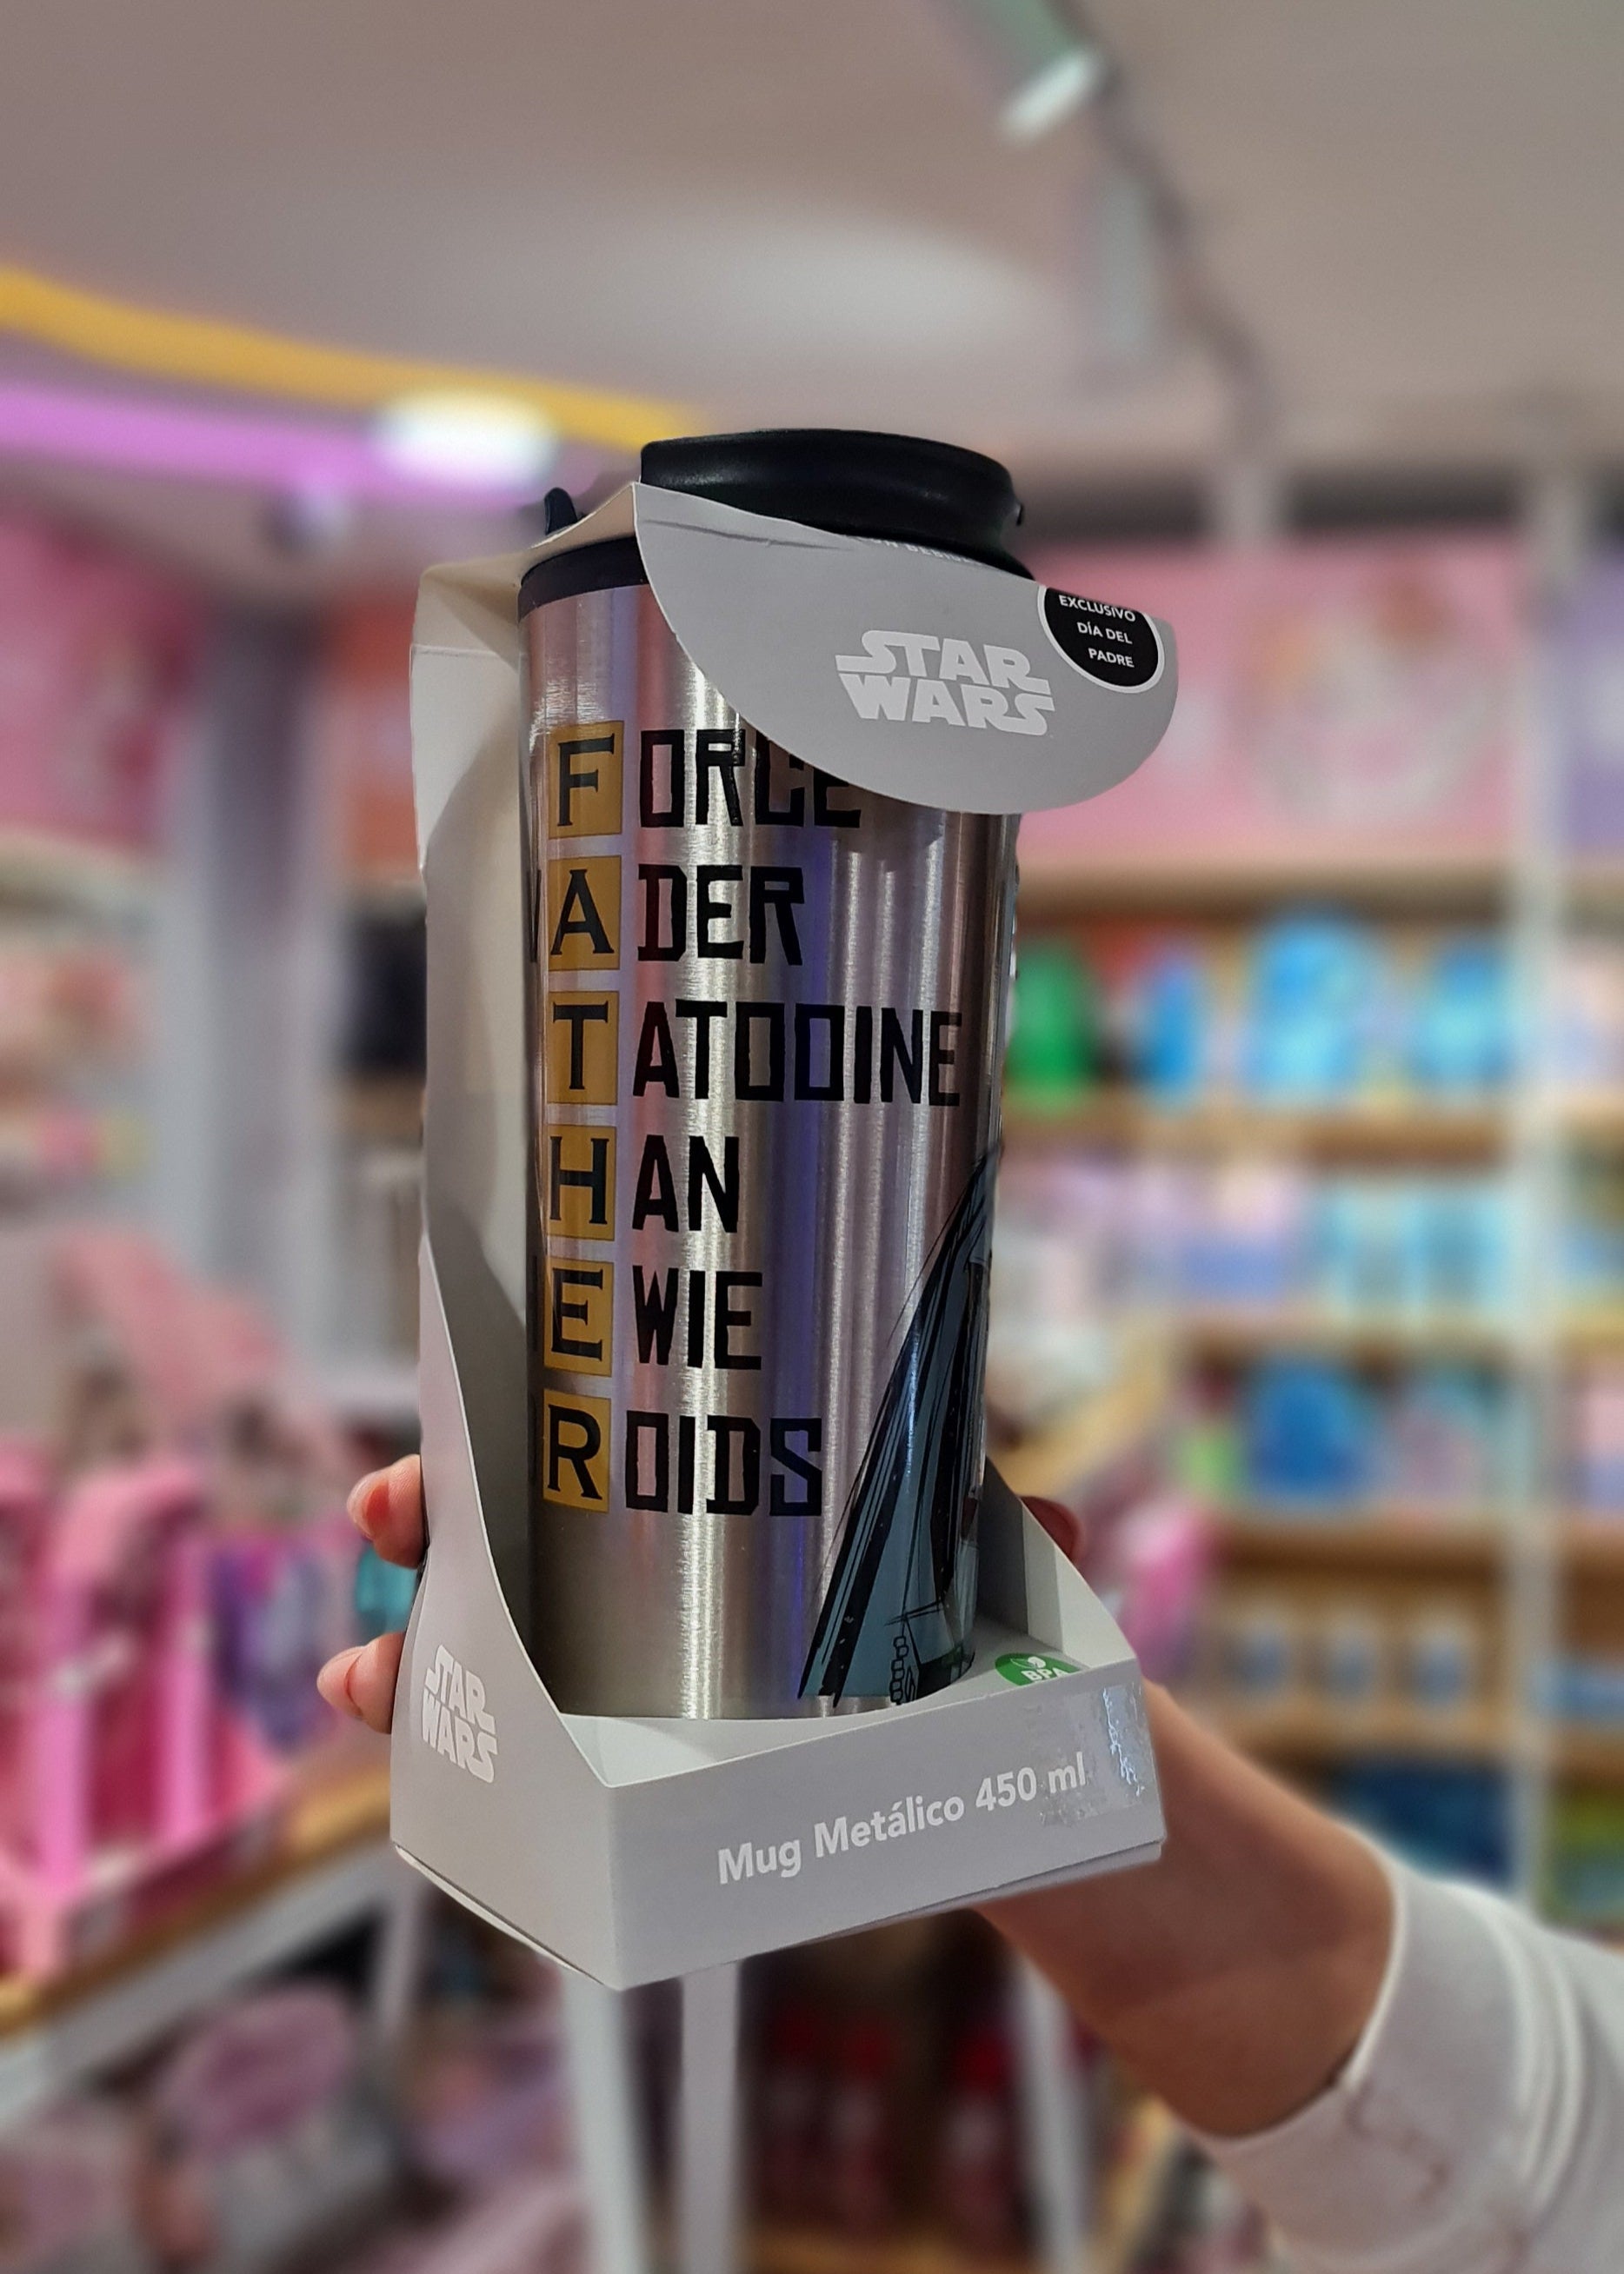 STAR
WARS
EXCLUSIVO
DÍA DEL
PADRE
FORCE
VADER
TATOOINE
HAN
EWIE
ROIDS
STAR
WARS
BPA
Mug Metálico 450 ml